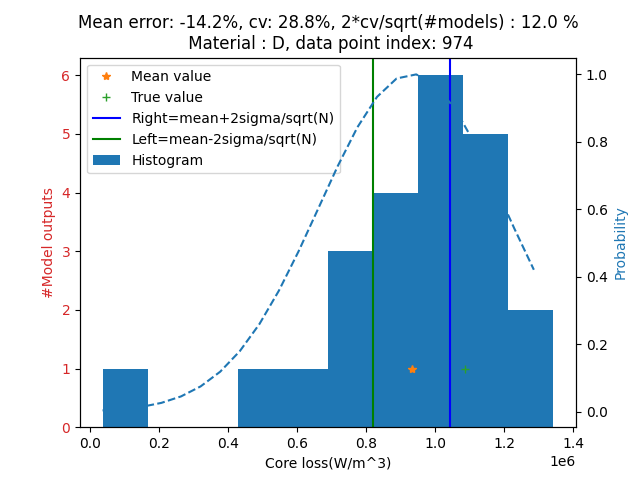 Mean error: -14.2%, cv: 28.8%, 2*cv/sqrt(#models) : 12.0 %
Material : D, data point index: 974
Mean value
True value
Right=mean+2sigma/sqrt(N)
Left=mean-2sigma/sqrt(N)
Histogram
#Model outputs
6
5
4
3
2
1
0
1.0
0.8
0.6
0.4
0.2
0.0
Probability
0.0 0.2 0.4 0.6 0.8 1.0 1.2 1.4
1e6
Core loss(W/m^3)